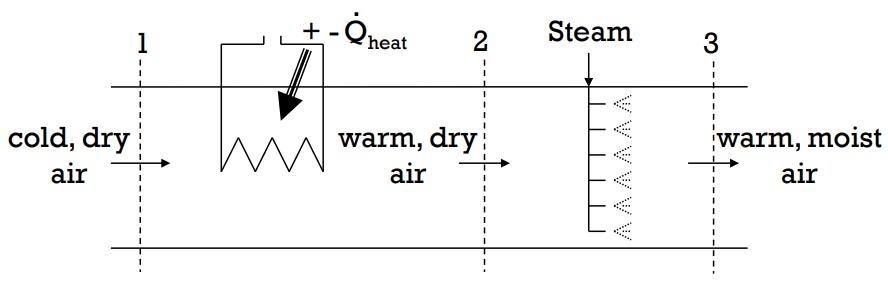 1
+ - Q̇heat
2
Steam
3
cold, dry
air
warm, dry
air
warm, moist
air